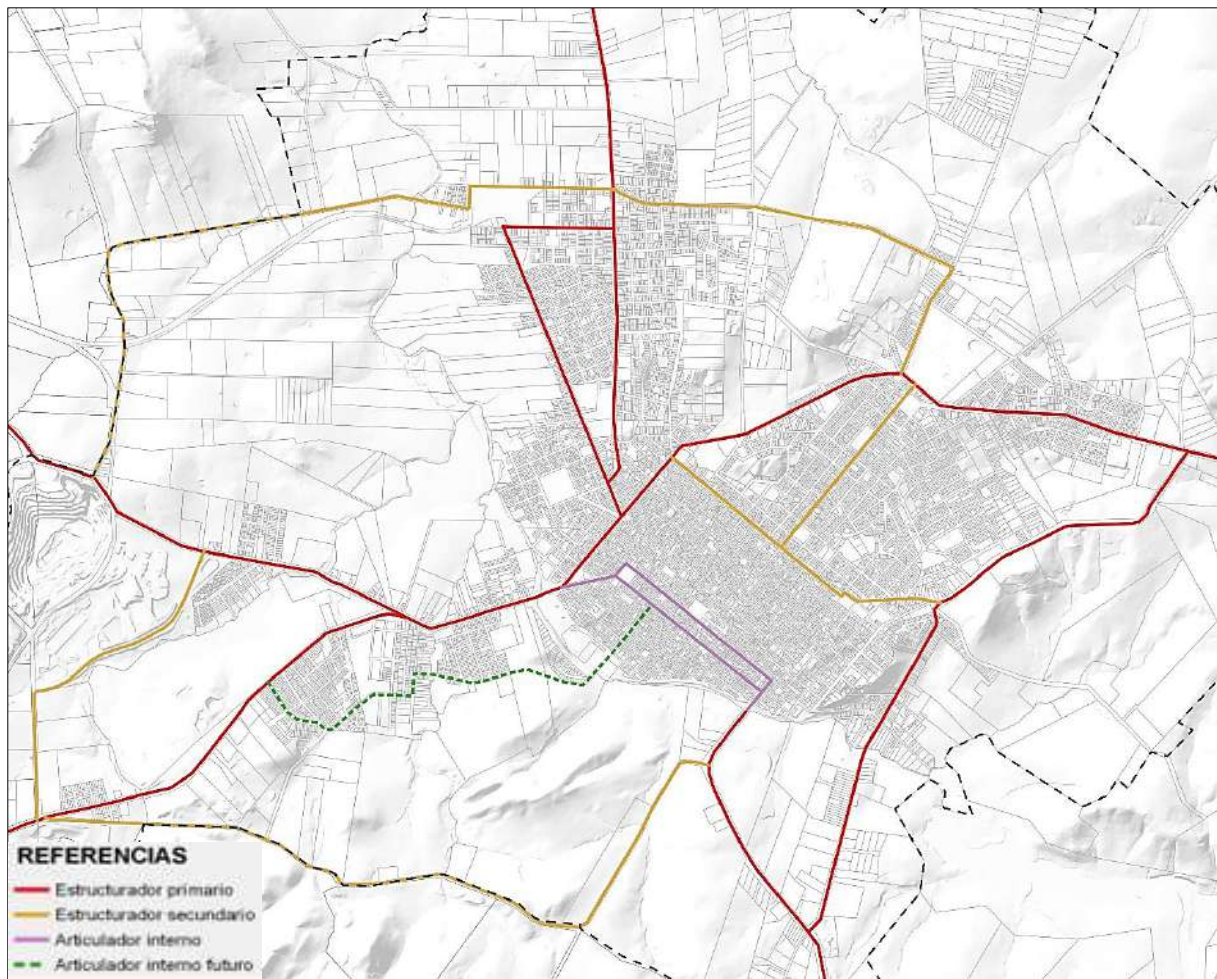 REFERENCIAS
Estructurador primario
Estructurador secundario
Articulador interno
Articulador interno futuro